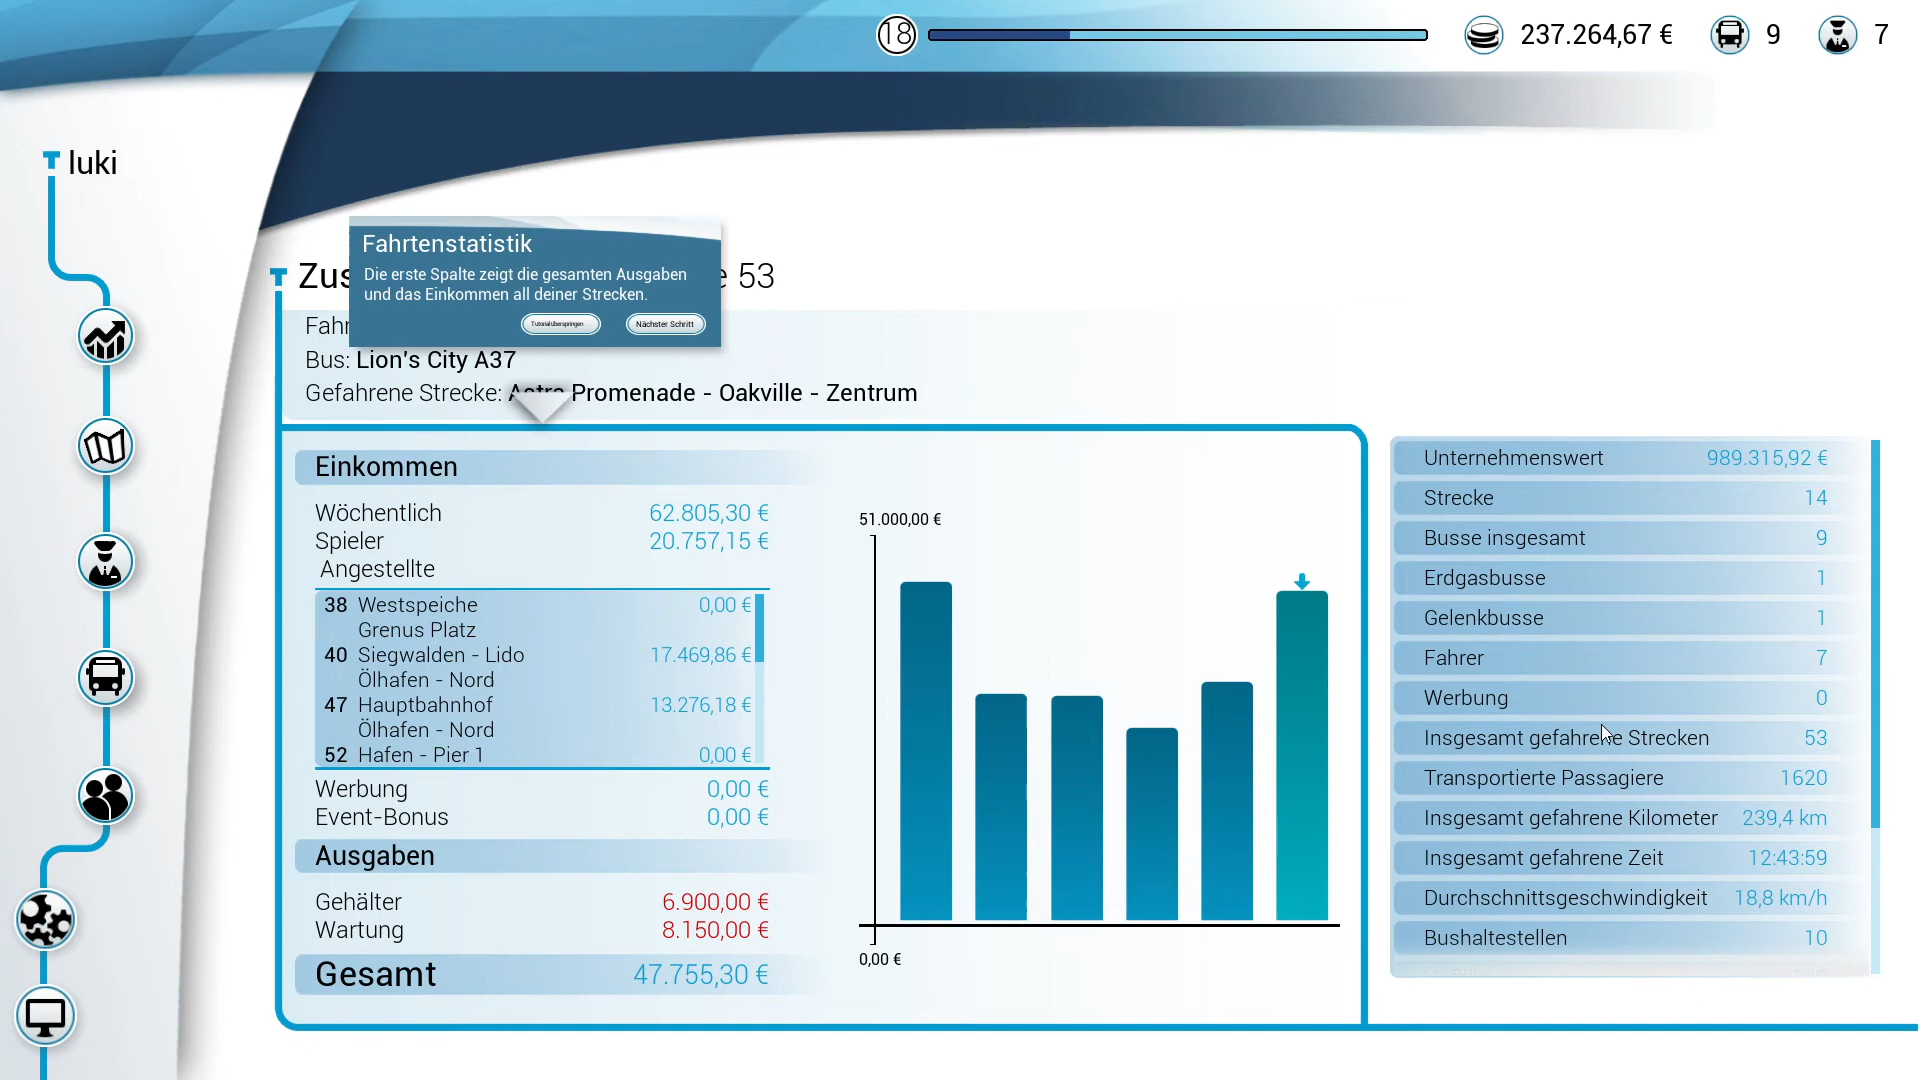 18
237.264,67 €
9
7
luki
Fahrtenstatistik
Die erste Spalte zeigt die gesamten Ausgaben
und das Einkommen all deiner Strecken.
Tutorial überspringen
Nächster Schritt
53
Bus: Lion's City A37
Gefahrene Strecke: Astra Promenade - Oakville - Zentrum
Einkommen
Wöchentlich 62.805,30 €
Spieler 20.757,15 €
Angestellte
38 Westspeiche 0,00 €
Grenus Platz
40 Siegwalden - Lido 17.469,86 €
Ölhafen - Nord
47 Hauptbahnhof 13.276,18 €
Ölhafen - Nord
52 Hafen - Pier 1 0,00 €
Werbung 0,00 €
Event-Bonus 0,00 €
Ausgaben
Gehälter 6.900,00 €
Wartung 8.150,00 €
Gesamt 47.755,30 €
51.000,00 €
0,00 €
Unternehmenswert 989.315,92 €
Strecke 14
Busse insgesamt 9
Erdgasbusse 1
Gelenkbusse 1
Fahrer 7
Werbung 0
Insgesamt gefahrene Strecken 53
Transportierte Passagiere 1620
Insgesamt gefahrene Kilometer 239,4 km
Insgesamt gefahrene Zeit 12:43:59
Durchschnittsgeschwindigkeit 18,8 km/h
Bushaltestellen 10